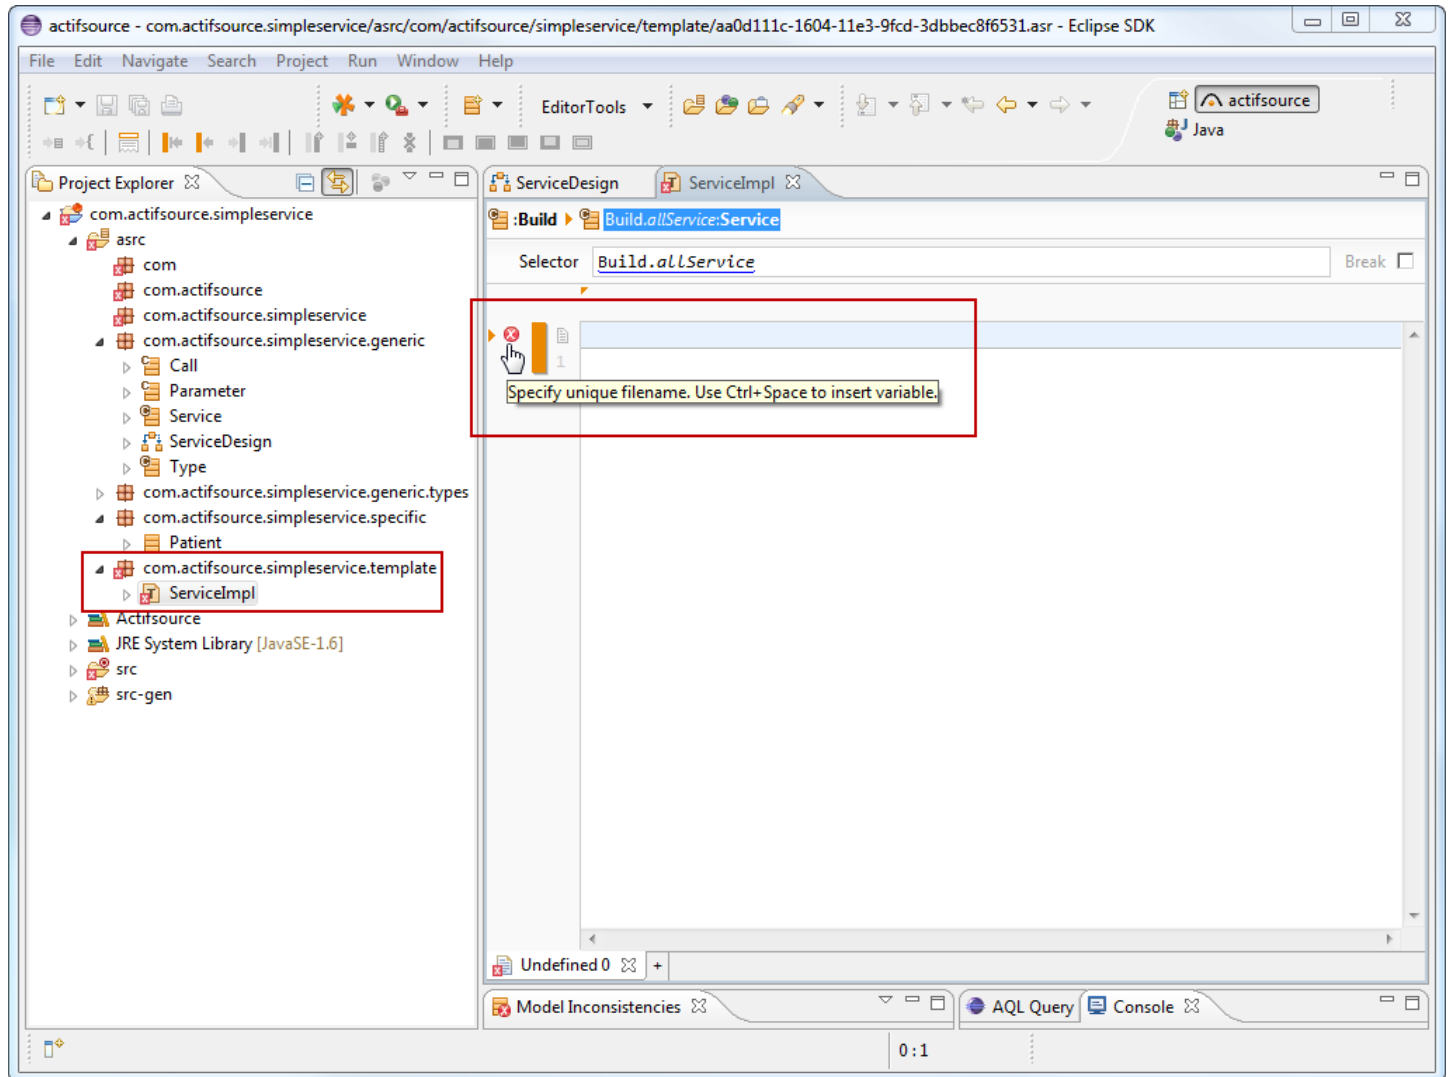 actifsource - com.actifsource.simpleservice/asrc/com/actifsource/simpleservice/template/aa0d111c-1604-11e3-9fcd-3dbbec8f6531.asr - Eclipse SDK
File Edit Navigate Search Project Run Window Help
EditorTools
actifsource
Java
Project Explorer
com.actifsource.simpleservice
asrc
com
com.actifsource
com.actifsource.simpleservice
com.actifsource.simpleservice.generic
Call
Parameter
Service
ServiceDesign
Type
com.actifsource.simpleservice.generic.types
com.actifsource.simpleservice.specific
Patient
com.actifsource.simpleservice.template
ServiceImpl
Actifsource
JRE System Library [JavaSE-1.6]
src
src-gen
ServiceDesign
ServiceImpl
:Build
Build.allService:Service
Selector
Build.allService
Break
1
Specify unique filename. Use Ctrl+Space to insert variable.
Undefined 0
+
Model Inconsistencies
AQL Query
Console
0:1